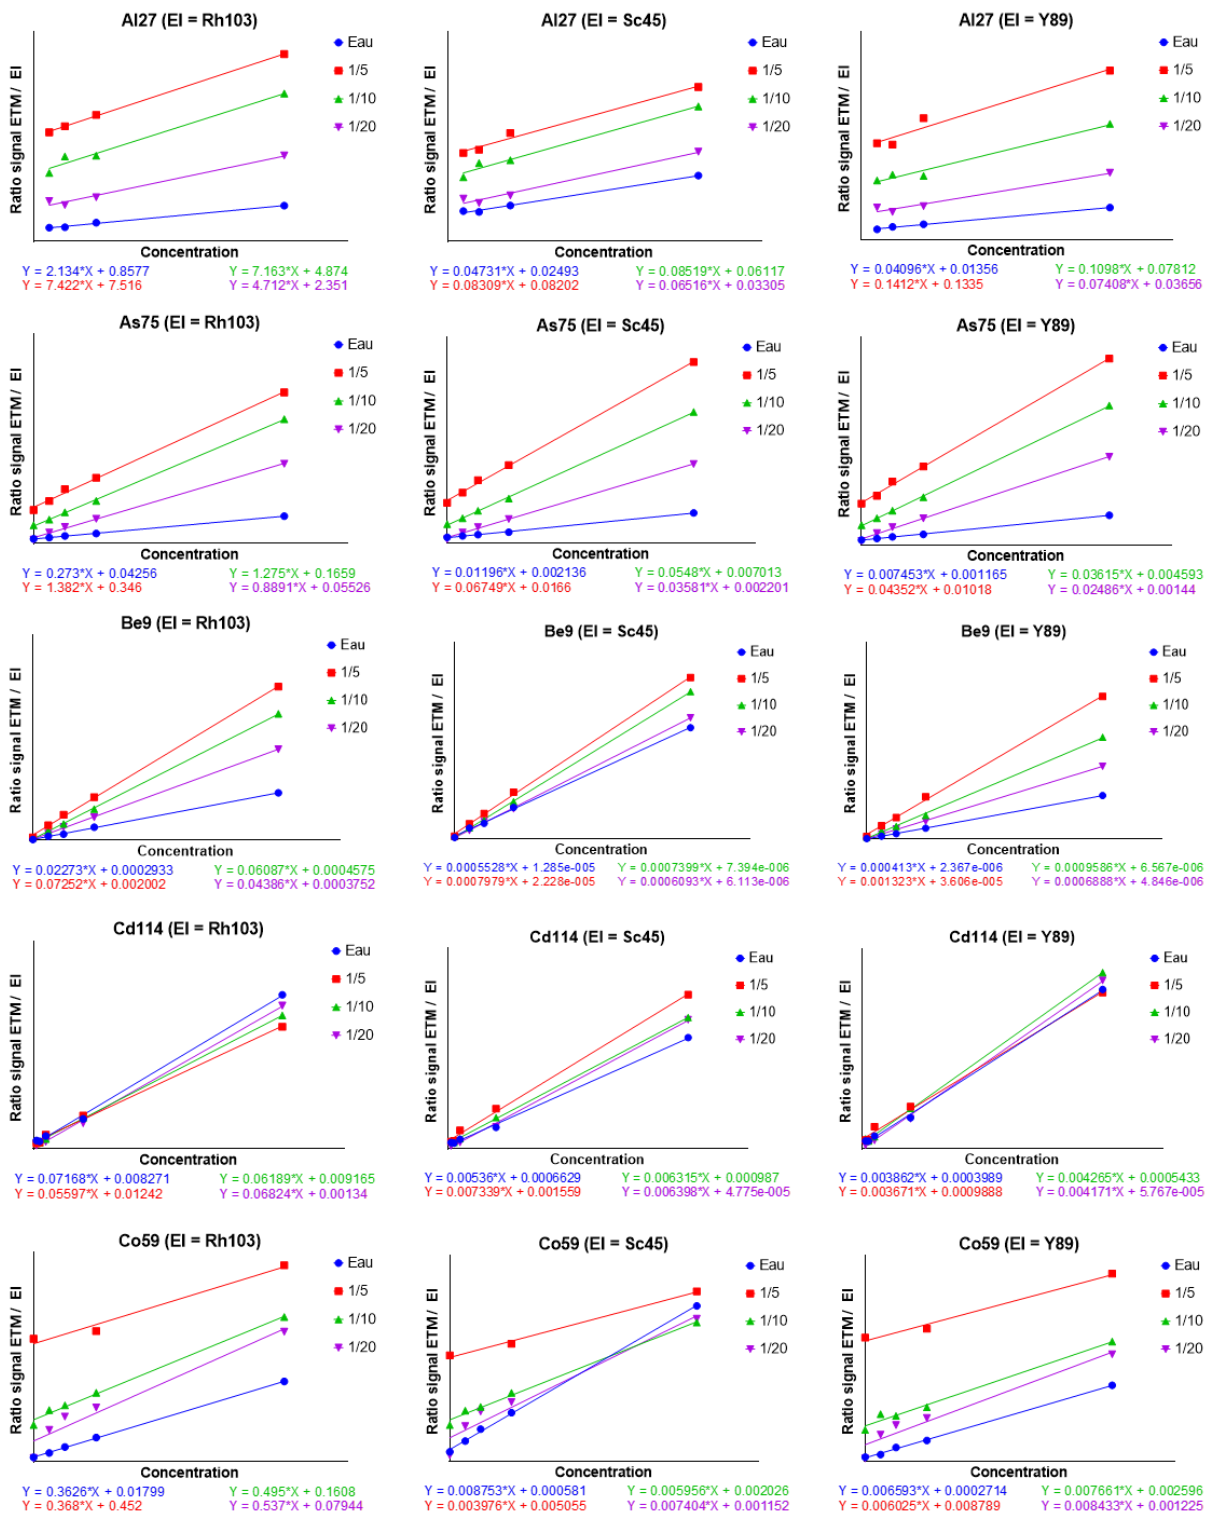 Al27 (EI = Rh103)
Ratio signal ETM / EI
Eau
1/5
1/10
1/20
Concentration
Y = 2.134*X + 0.8577
Y = 7.163*X + 4.874
Y = 7.422*X + 7.516
Y = 4.712*X + 2.351
Al27 (EI = Sc45)
Ratio signal ETM / EI
Eau
1/5
1/10
1/20
Concentration
Y = 0.04731*X + 0.02493
Y = 0.08519*X + 0.06117
Y = 0.08309*X + 0.08202
Y = 0.06516*X + 0.03305
Al27 (EI = Y89)
Ratio signal ETM / EI
Eau
1/5
1/10
1/20
Concentration
Y = 0.04096*X + 0.01356
Y = 0.1098*X + 0.07812
Y = 0.1412*X + 0.1335
Y = 0.07408*X + 0.03656
As75 (EI = Rh103)
Ratio signal ETM / EI
Eau
1/5
1/10
1/20
Concentration
Y = 0.273*X + 0.04256
Y = 1.275*X + 0.1659
Y = 1.382*X + 0.346
Y = 0.8891*X + 0.05526
As75 (EI = Sc45)
Ratio signal ETM / EI
Eau
1/5
1/10
1/20
Concentration
Y = 0.01196*X + 0.002136
Y = 0.0548*X + 0.007013
Y = 0.06749*X + 0.0166
Y = 0.03581*X + 0.002201
As75 (EI = Y89)
Ratio signal ETM / EI
Eau
1/5
1/10
1/20
Concentration
Y = 0.007453*X + 0.001165
Y = 0.03615*X + 0.004593
Y = 0.04352*X + 0.01018
Y = 0.02486*X + 0.00144
Be9 (EI = Rh103)
Ratio signal ETM / EI
Eau
1/5
1/10
1/20
Concentration
Y = 0.02273*X + 0.0002933
Y = 0.06087*X + 0.0004575
Y = 0.07252*X + 0.002002
Y = 0.04386*X + 0.0003752
Be9 (EI = Sc45)
Ratio signal ETM / EI
Eau
1/5
1/10
1/20
Concentration
Y = 0.0005528*X + 1.285e-005
Y = 0.0007399*X + 7.394e-006
Y = 0.0007979*X + 2.228e-005
Y = 0.0006093*X + 6.113e-006
Be9 (EI = Y89)
Ratio signal ETM / EI
Eau
1/5
1/10
1/20
Concentration
Y = 0.000413*X + 2.367e-006
Y = 0.0009586*X + 6.567e-006
Y = 0.001323*X + 3.606e-005
Y = 0.0006888*X + 4.846e-006
Cd114 (EI = Rh103)
Ratio signal ETM / EI
Eau
1/5
1/10
1/20
Concentration
Y = 0.07168*X + 0.008271
Y = 0.06189*X + 0.009165
Y = 0.05597*X + 0.01242
Y = 0.06824*X + 0.00134
Cd114 (EI = Sc45)
Ratio signal ETM / EI
Eau
1/5
1/10
1/20
Concentration
Y = 0.00536*X + 0.0006629
Y = 0.006315*X + 0.000987
Y = 0.007339*X + 0.001559
Y = 0.006398*X + 4.775e-005
Cd114 (EI = Y89)
Ratio signal ETM / EI
Eau
1/5
1/10
1/20
Concentration
Y = 0.003862*X + 0.0003989
Y = 0.004265*X + 0.0005433
Y = 0.003671*X + 0.0009888
Y = 0.004171*X + 5.767e-005
Co59 (EI = Rh103)
Ratio signal ETM / EI
Eau
1/5
1/10
1/20
Concentration
Y = 0.3626*X + 0.01799
Y = 0.495*X + 0.1608
Y = 0.368*X + 0.452
Y = 0.537*X + 0.07944
Co59 (EI = Sc45)
Ratio signal ETM / EI
Eau
1/5
1/10
1/20
Concentration
Y = 0.008753*X + 0.000581
Y = 0.005956*X + 0.002026
Y = 0.003976*X + 0.005055
Y = 0.007404*X + 0.001152
Co59 (EI = Y89)
Ratio signal ETM / EI
Eau
1/5
1/10
1/20
Concentration
Y = 0.006593*X + 0.0002714
Y = 0.007661*X + 0.002596
Y = 0.006025*X + 0.008789
Y = 0.008433*X + 0.001225